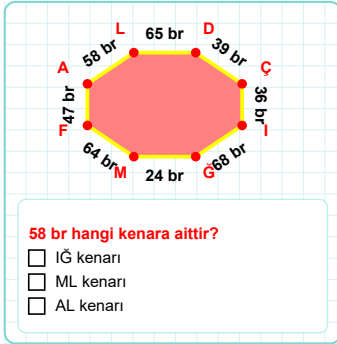 L
65 br
D
58 br
39 br
A
Ç
47 br
36 br
F
I
64 br
M
24 br
Ğ
68 br
58 br hangi kenara aittir?
IĞ kenarı
ML kenarı
AL kenarı